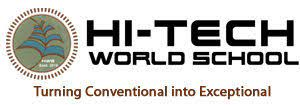 HI-TECH
WORLD SCHOOL
Turning Conventional into Exceptional